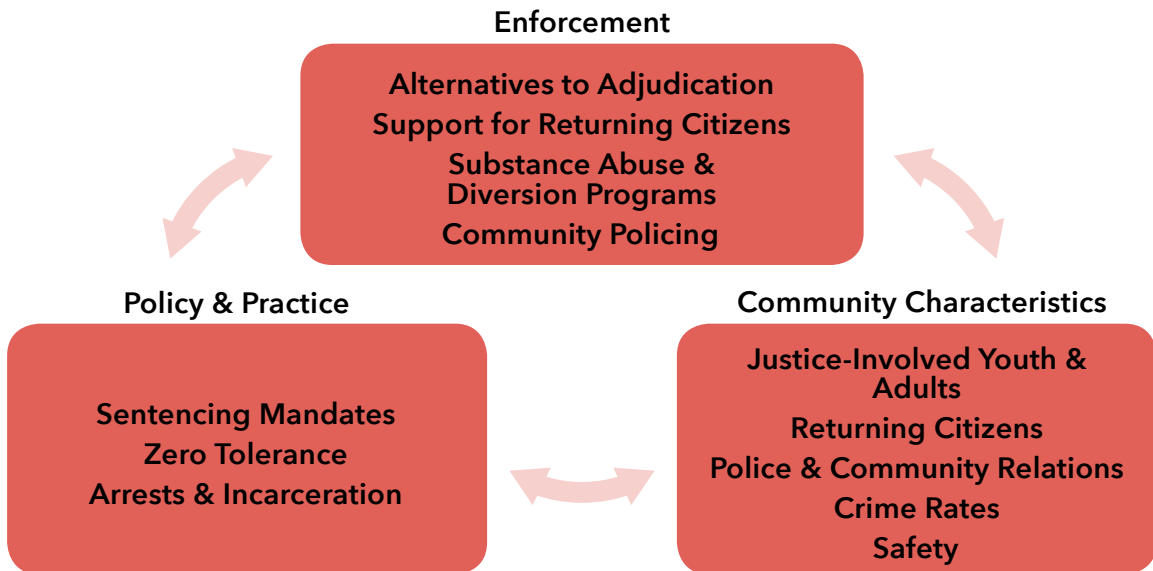 Enforcement
Alternatives to Adjudication
Support for Returning Citizens
Substance Abuse &
Diversion Programs
Community Policing
Policy & Practice
Sentencing Mandates
Zero Tolerance
Arrests & Incarceration
Community Characteristics
Justice-Involved Youth &
Adults
Returning Citizens
Police & Community Relations
Crime Rates
Safety